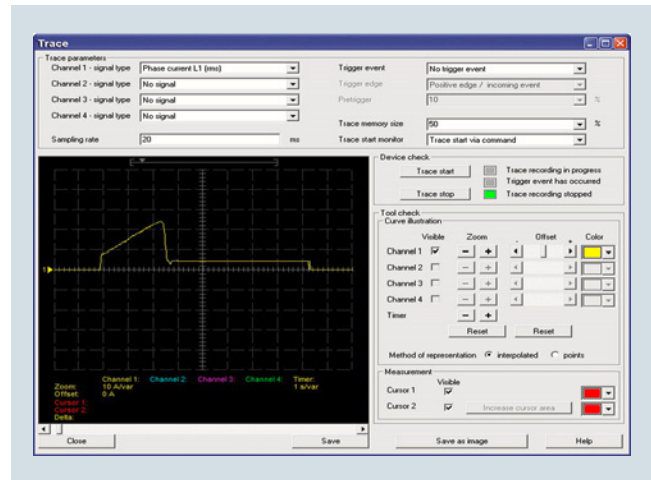 Trace
Trace parameters
Channel 1 - signal type Phase current L1 (rms) Trigger event No trigger event
Channel 2 - signal type No signal Trigger edge Positive edge / incoming event
Channel 3 - signal type No signal Pretrigger 10 %
Channel 4 - signal type No signal
Trace memory size 50 %
Sampling rate 20 ms Trace start monitor Trace start via command
Device check
Trace start Trace recording in progress
Trigger event has occurred
Trace stop Trace recording stopped
Tool check
Curve illustration
Visible Zoom - Offset + Color
Channel 1 - +
Channel 2 - +
Channel 3 - +
Channel 4 - +
Timer - +
Reset Reset
Method of representation interpolated points
Measurement
Visible
Cursor 1
Cursor 2 Increase cursor area
1
Channel 1: Channel 2: Channel 3: Channel 4: Timer:
Zoom: 10 A/var 1 s/var
Offset: 0 A
Cursor 1:
Cursor 2:
Delta:
Close Save Save as image Help